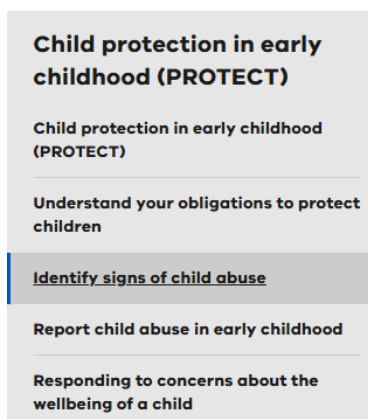 Child protection in early
childhood (PROTECT)
Child protection in early childhood
(PROTECT)
Understand your obligations to protect
children
Identify signs of child abuse
Report child abuse in early childhood
Responding to concerns about the
wellbeing of a child